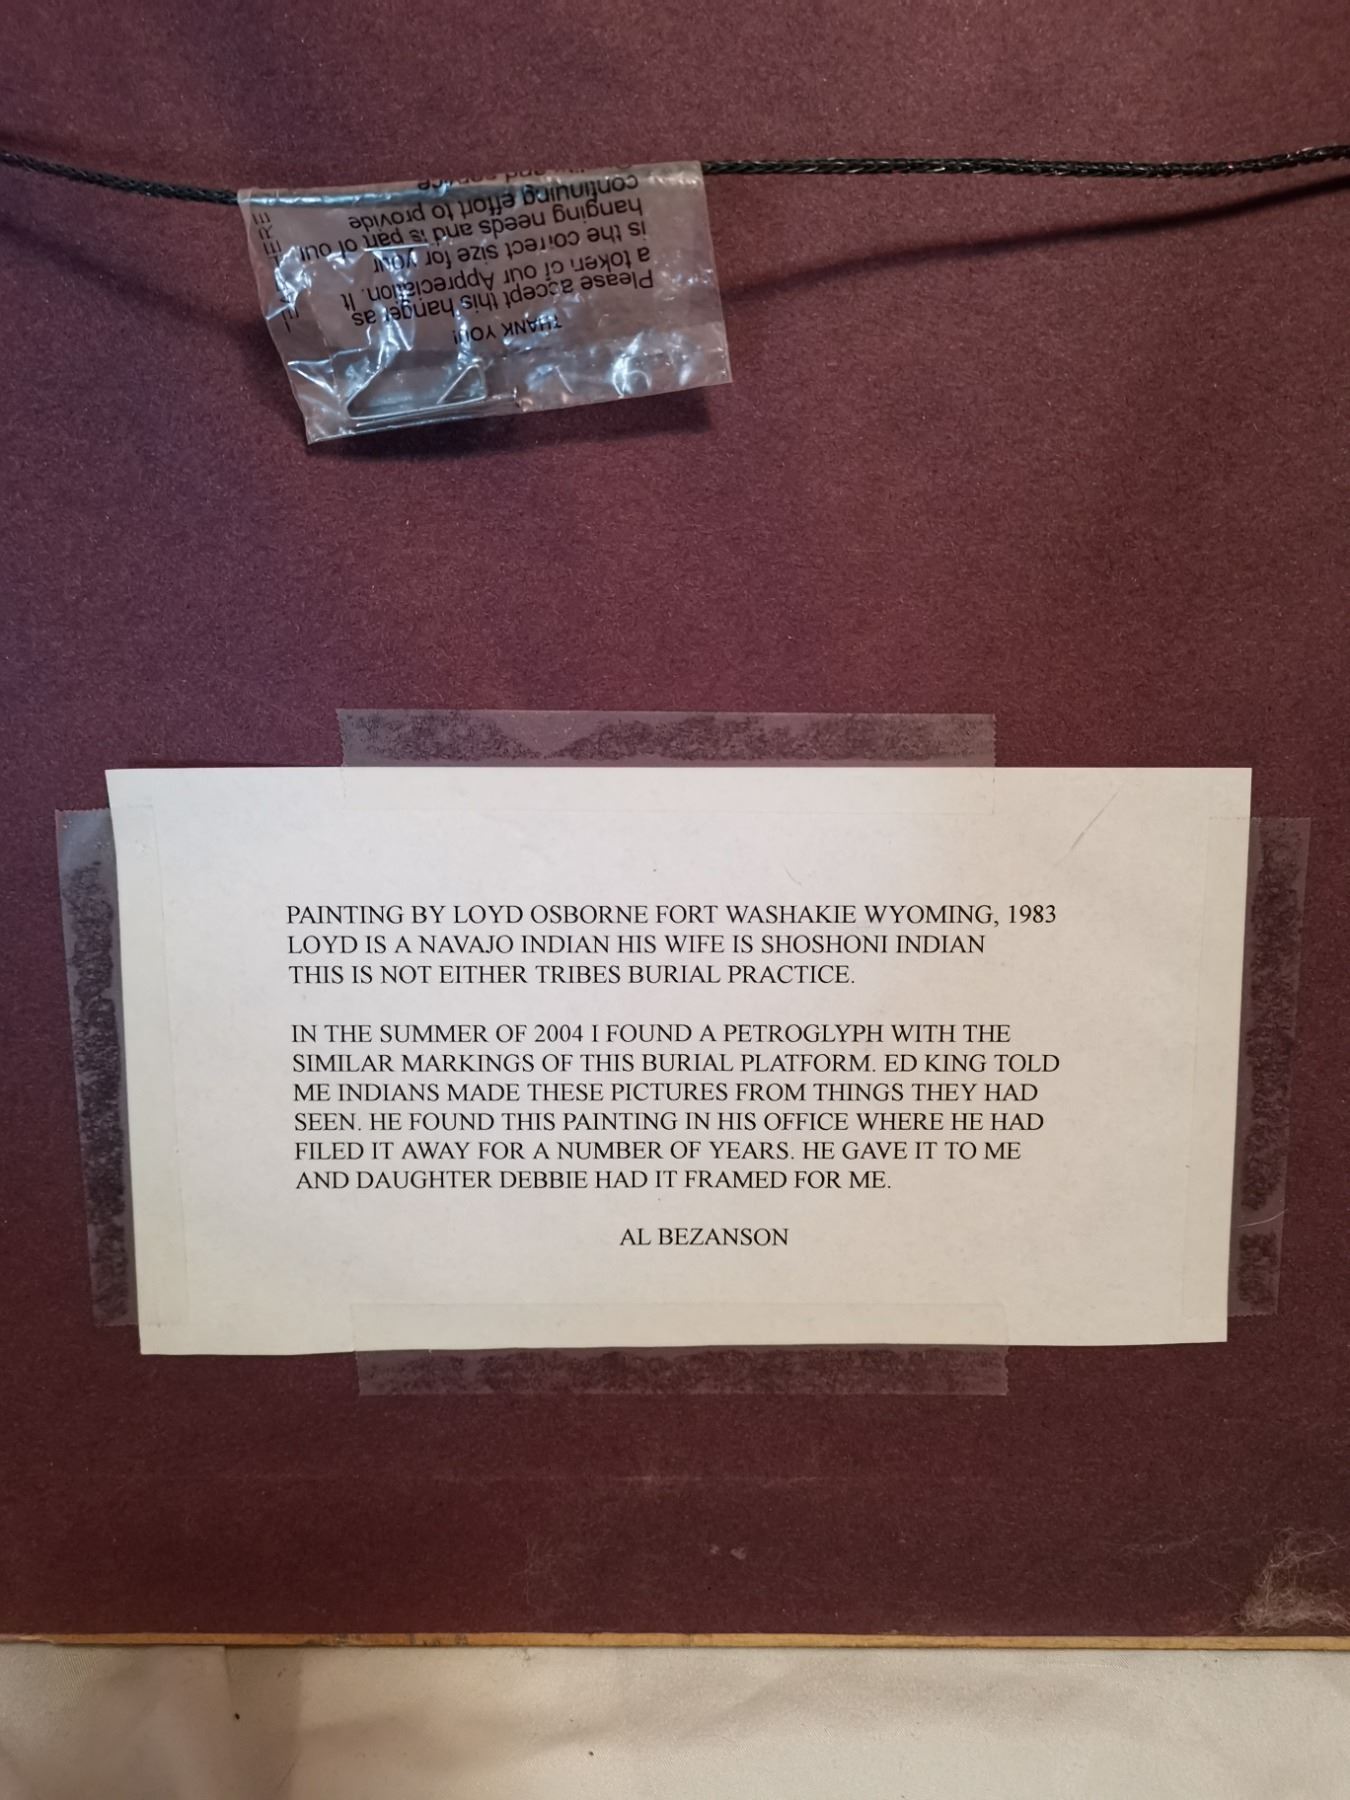 THANK YOU!
Please accept this hanger as
a token of our Appreciation. It
is the correct size for your
hanging needs and is part of our
continuing effort to provide
and service
PAINTING BY LOYD OSBORNE FORT WASHAKIE WYOMING, 1983
LOYD IS A NAVAJO INDIAN HIS WIFE IS SHOSHONI INDIAN
THIS IS NOT EITHER TRIBES BURIAL PRACTICE.
IN THE SUMMER OF 2004 I FOUND A PETROGLYPH WITH THE
SIMILAR MARKINGS OF THIS BURIAL PLATFORM. ED KING TOLD
ME INDIANS MADE THESE PICTURES FROM THINGS THEY HAD
SEEN. HE FOUND THIS PAINTING IN HIS OFFICE WHERE HE HAD
FILED IT AWAY FOR A NUMBER OF YEARS. HE GAVE IT TO ME
AND DAUGHTER DEBBIE HAD IT FRAMED FOR ME.
AL BEZANSON